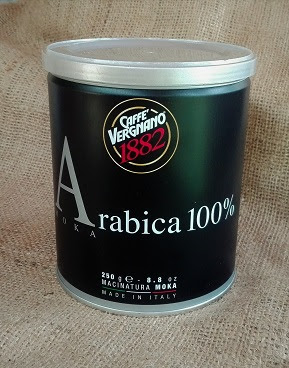 CAFFÈ
VERGNANO
1882
Arabica 100%
MOKA
250 g ℮ - 8.8 oz
MACINATURA MOKA
MADE IN ITALY